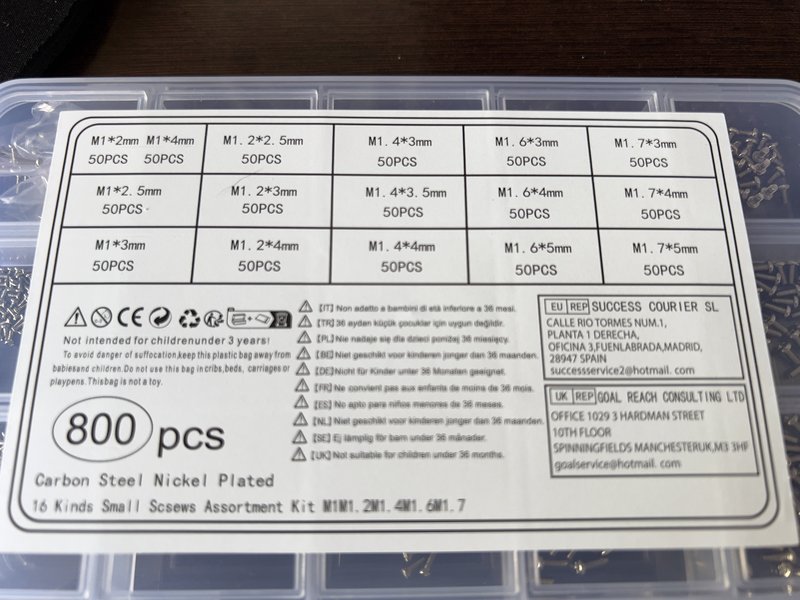 M1*2mm M1*4mm
50PCS 50PCS
M1. 2*2. 5mm
50PCS
M1. 4*3mm
50PCS
M1. 6*3mm
50PCS
M1. 7*3mm
50PCS
M1*2. 5mm
50PCS
M1. 2*3mm
50PCS
M1. 4*3. 5mm
50PCS
M1. 6*4mm
50PCS
M1. 7*4mm
50PCS
M1*3mm
50PCS
M1. 2*4mm
50PCS
M1. 4*4mm
50PCS
M1. 6*5mm
50PCS
M1. 7*5mm
50PCS
CE
Not intended for childrenunder 3 years!
To avoid danger of suffocation,keep this plastic bag away from
babiesand children.Do not use this bag in cribs,beds, carriages or
playpens.Thisbag is not a toy.
800 pcs
Carbon Steel Nickel Plated
16 Kinds Small Scsews Assortment Kit M1M1.2M1.4M1.6M1.7
[IT] Non adatto a bambini di età inferiore a 36 mesi.
[TR] 36 aydan küçük çocuklar için uygun değildir.
[PL] Nie nadaje się dla dzieci poniżej 36 miesięcy.
[BE] Niet geschikt voor kinderen jonger dan 36 maanden.
[DE] Nicht für Kinder unter 36 Monaten geeignet.
[FR] Ne convient pas aux enfants de moins de 36 mois.
[ES] No apto para niños menores de 36 meses.
[NL] Niet geschikt voor kinderen jonger dan 36 maanden.
[SE] Ej lämplig för barn under 36 månader.
[UK] Not suitable for children under 36 months.
EU REP SUCCESS COURIER SL
CALLE RIO TORMES NUM.1,
PLANTA 1 DERECHA,
OFICINA 3,FUENLABRADA,MADRID,
28947 SPAIN
successservice2@hotmail. com
UK REP GOAL REACH CONSULTING LTD
OFFICE 1029 3 HARDMAN STREET
10TH FLOOR
SPINNINGFIELDS MANCHESTERUK,M3 3HF
goalservice@hotmail. com